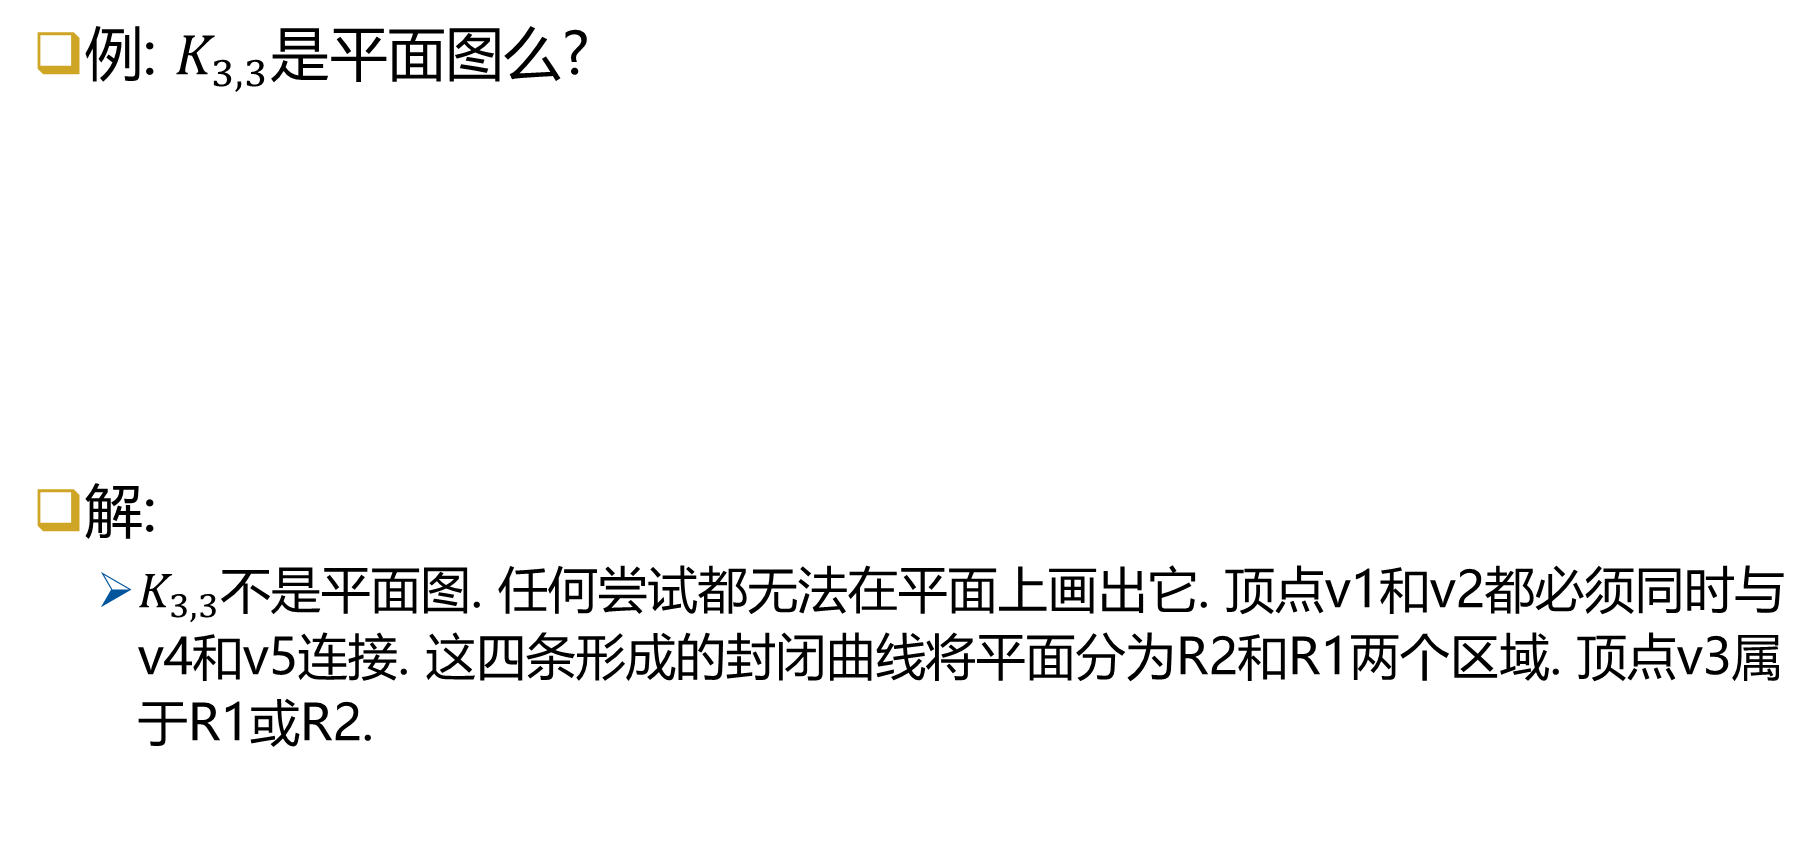 例: K3,3是平面图么?
解:
K3,3不是平面图. 任何尝试都无法在平面上画出它. 顶点v1和v2都必须同时与
v4和v5连接. 这四条形成的封闭曲线将平面分为R2和R1两个区域. 顶点v3属
于R1或R2.